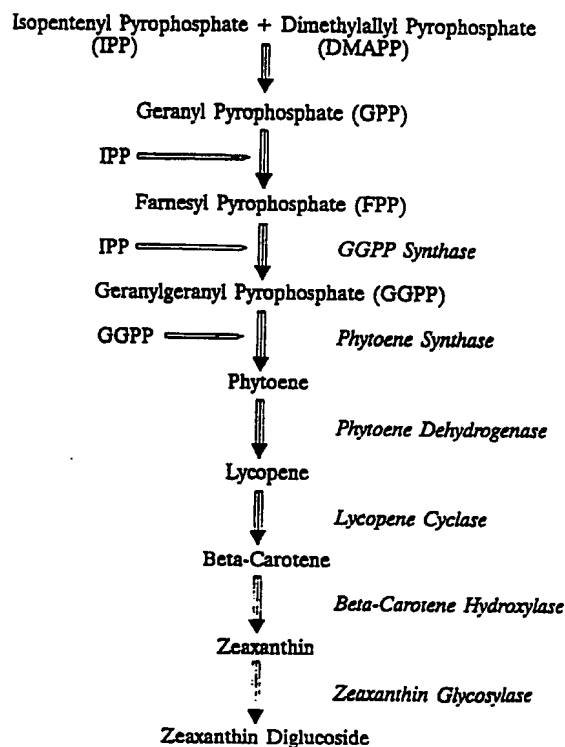 Isopentenyl Pyrophosphate + Dimethylallyl Pyrophosphate
(IPP) (DMAPP)
Geranyl Pyrophosphate (GPP)
IPP
Farnesyl Pyrophosphate (FPP)
IPP GGPP Synthase
Geranylgeranyl Pyrophosphate (GGPP)
GGPP Phytoene Synthase
Phytoene
Phytoene Dehydrogenase
Lycopene
Lycopene Cyclase
Beta-Carotene
Beta-Carotene Hydroxylase
Zeaxanthin
Zeaxanthin Glycosylase
Zeaxanthin Diglucoside